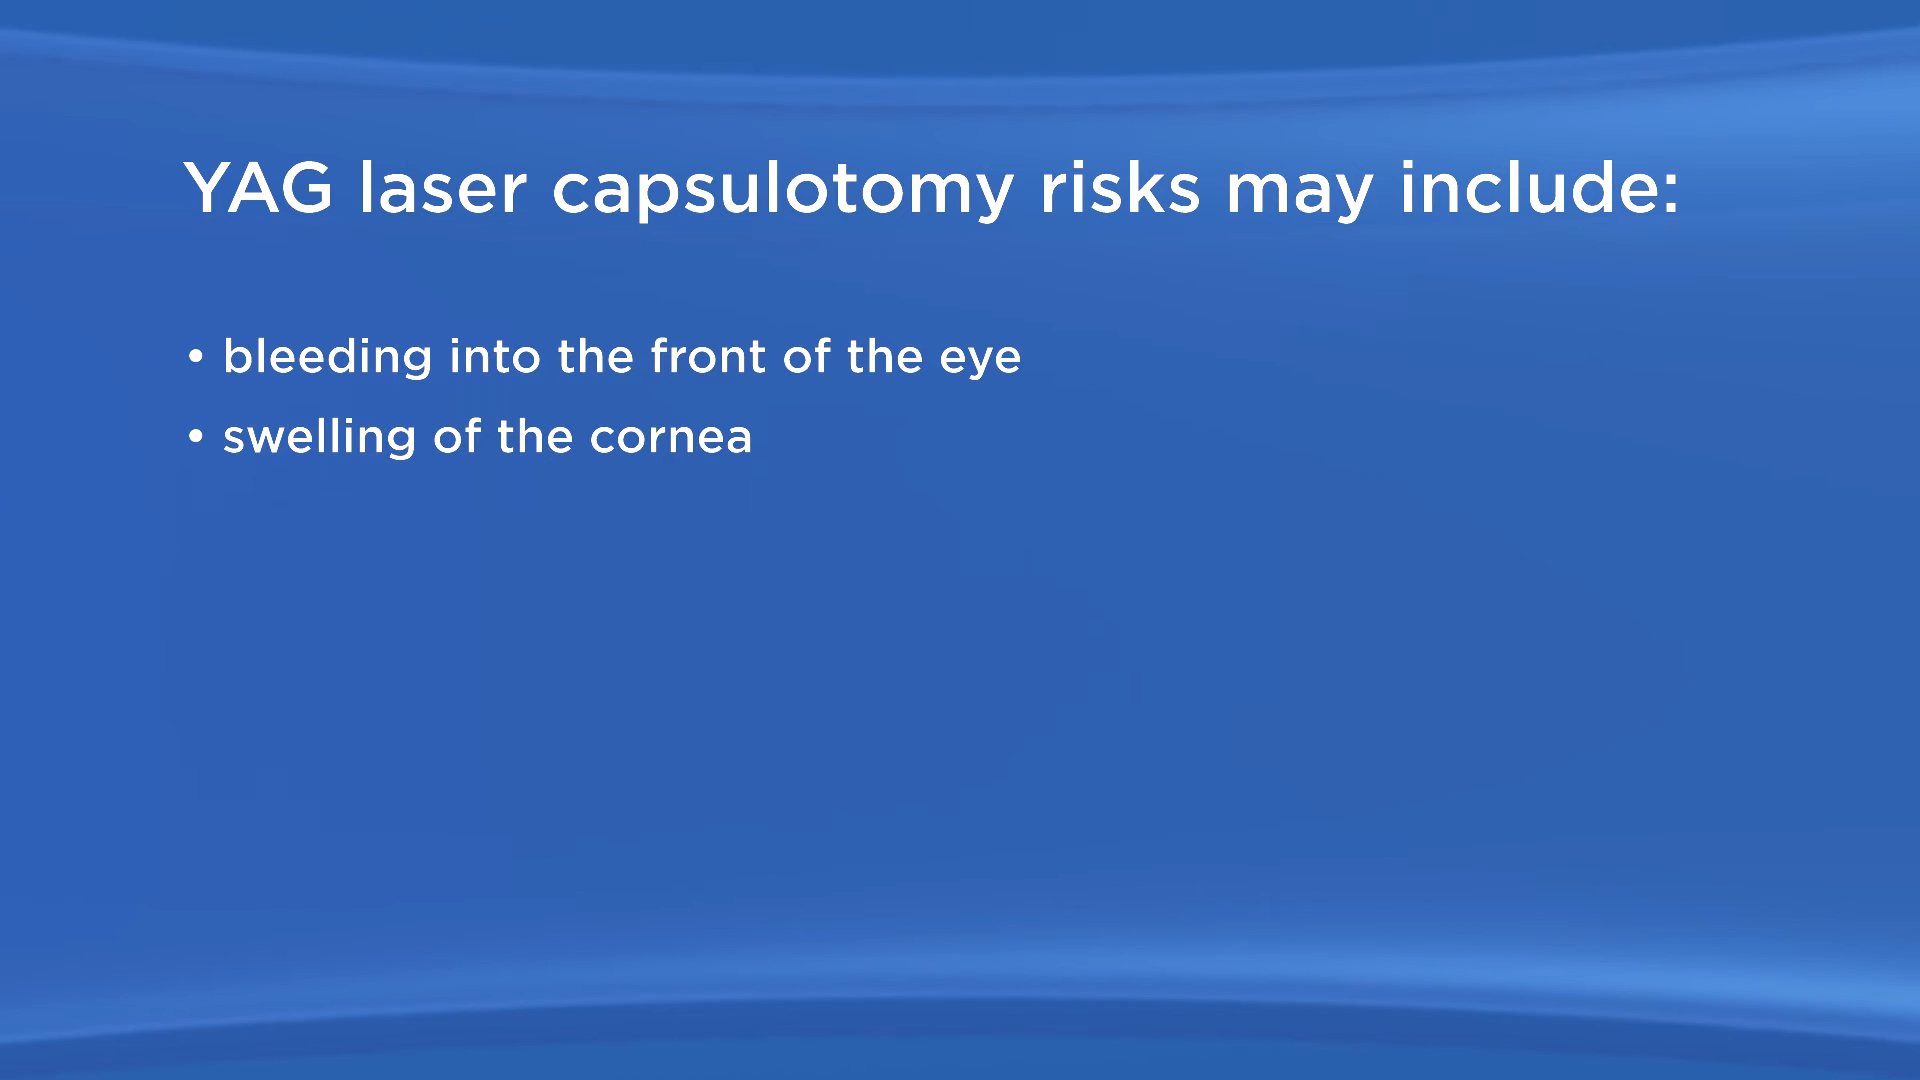 YAG laser capsulotomy risks may include:
• bleeding into the front of the eye
• swelling of the cornea